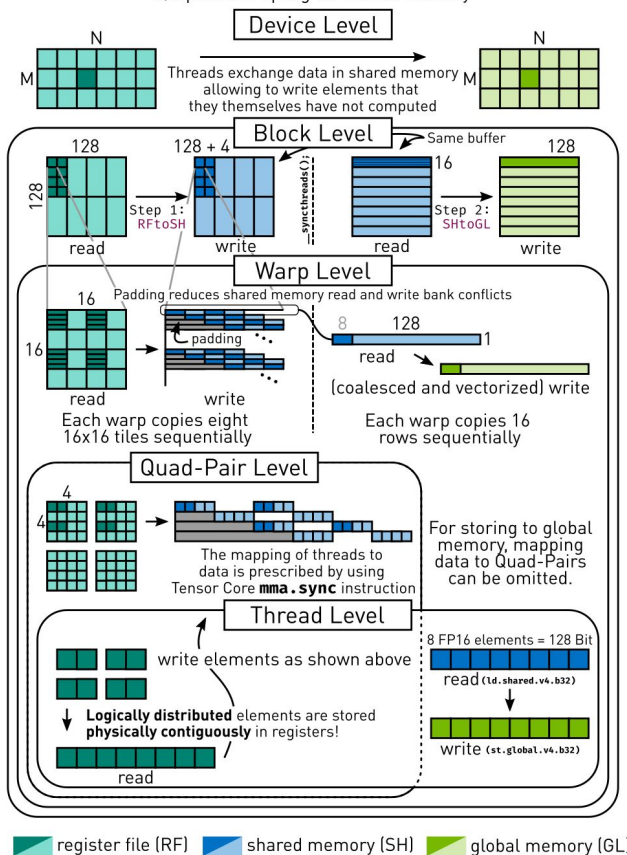 Device Level
N
N
M
M
Threads exchange data in shared memory
allowing to write elements that
they themselves have not computed
Block Level
128
128 + 4
Same buffer
128
128
16
__syncthreads();
Step 1:
RFtoSH
Step 2:
SHtoGL
read
write
read
write
Warp Level
Padding reduces shared memory read and write bank conflicts
16
16
padding
8
128
1
read
write
read
(coalesced and vectorized) write
Each warp copies eight
16x16 tiles sequentially
Each warp copies 16
rows sequentially
Quad-Pair Level
4
4
The mapping of threads to
data is prescribed by using
Tensor Core mma.sync instruction
For storing to global
memory, mapping
data to Quad-Pairs
can be omitted.
Thread Level
write elements as shown above
Logically distributed elements are stored
physically contiguously in registers!
read
8 FP16 elements = 128 Bit
read (ld.shared.v4.b32)
write (st.global.v4.b32)
register file (RF)
shared memory (SH)
global memory (GL)